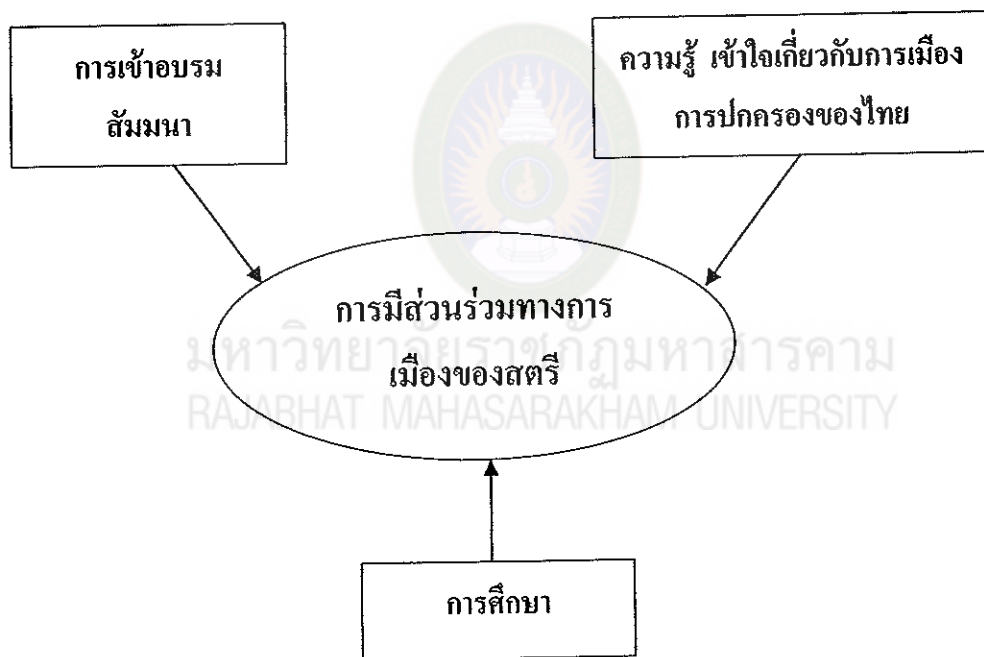 การเข้าอบรม
สัมมนา
ความรู้ เข้าใจเกี่ยวกับการเมือง
การปกครองของไทย
การมีส่วนร่วมทางการ
เมืองของสตรี
มหาวิทยาลัยราชภัฏมหาสารคาม
RAJABHAT MAHASARAKHAM UNIVERSITY
การศึกษา